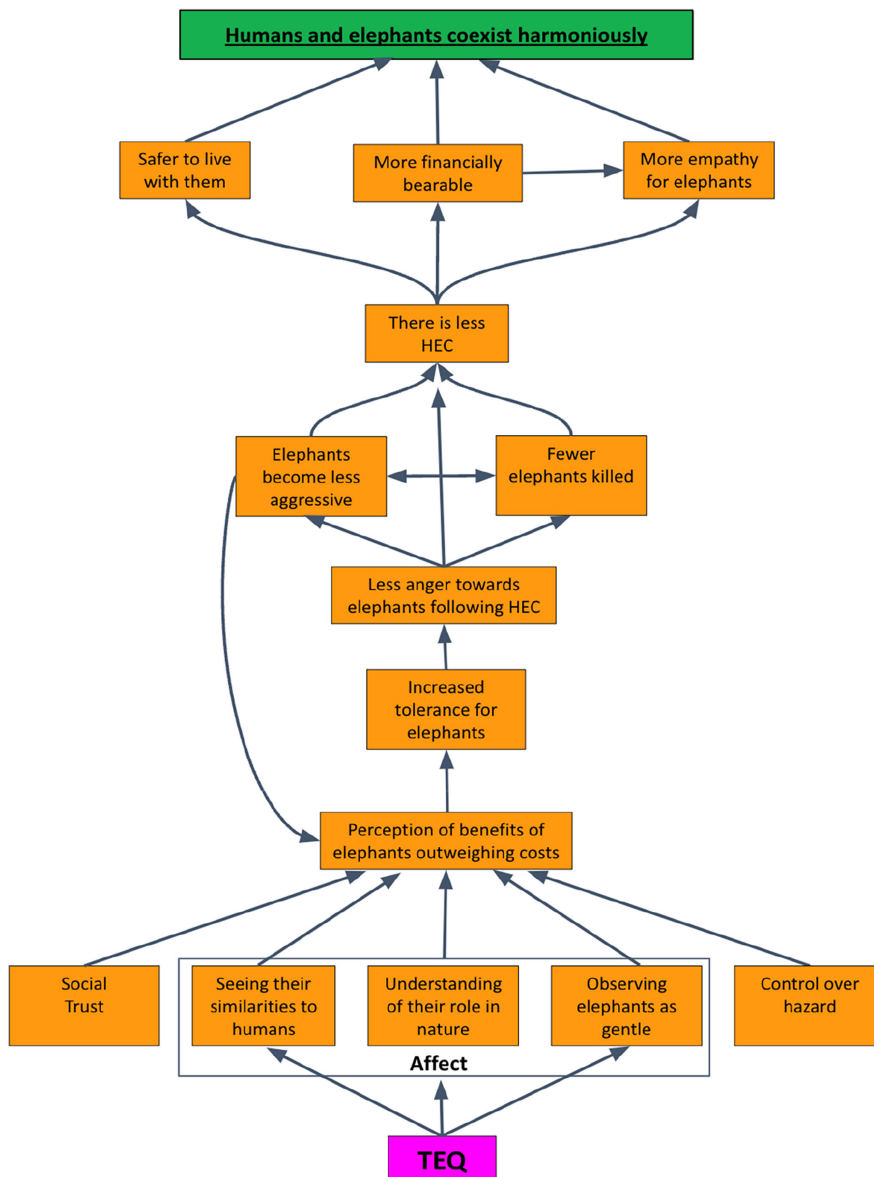 Humans and elephants coexist harmoniously
Safer to live
with them
More financially
bearable
More empathy
for elephants
There is less
HEC
Elephants
become less
aggressive
Fewer
elephants killed
Less anger towards
elephants following HEC
Increased
tolerance for
elephants
Perception of benefits of
elephants outweighing costs
Social
Trust
Seeing their
similarities to
humans
Understanding
of their role in
nature
Observing
elephants as
gentle
Control over
hazard
Affect
TEQ